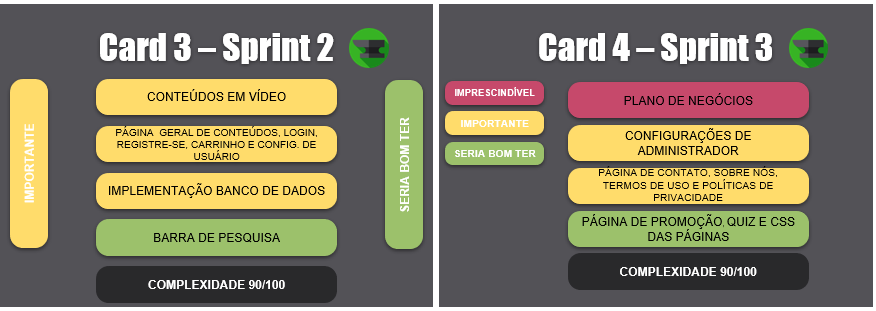 Card 3 – Sprint 2
IMPORTANTE
CONTEÚDOS EM VÍDEO
PÁGINA GERAL DE CONTEÚDOS, LOGIN,
REGISTRE-SE, CARRINHO E CONFIG. DE
USUÁRIO
IMPLEMENTAÇÃO BANCO DE DADOS
BARRA DE PESQUISA
COMPLEXIDADE 90/100
SERIA BOM TER
Card 4 – Sprint 3
IMPRESCINDÍVEL
IMPORTANTE
SERIA BOM TER
PLANO DE NEGÓCIOS
CONFIGURAÇÕES DE
ADMINISTRADOR
PÁGINA DE CONTATO, SOBRE NÓS,
TERMOS DE USO E POLÍTICAS DE
PRIVACIDADE
PÁGINA DE PROMOÇÃO, QUIZ E CSS
DAS PÁGINAS
COMPLEXIDADE 90/100